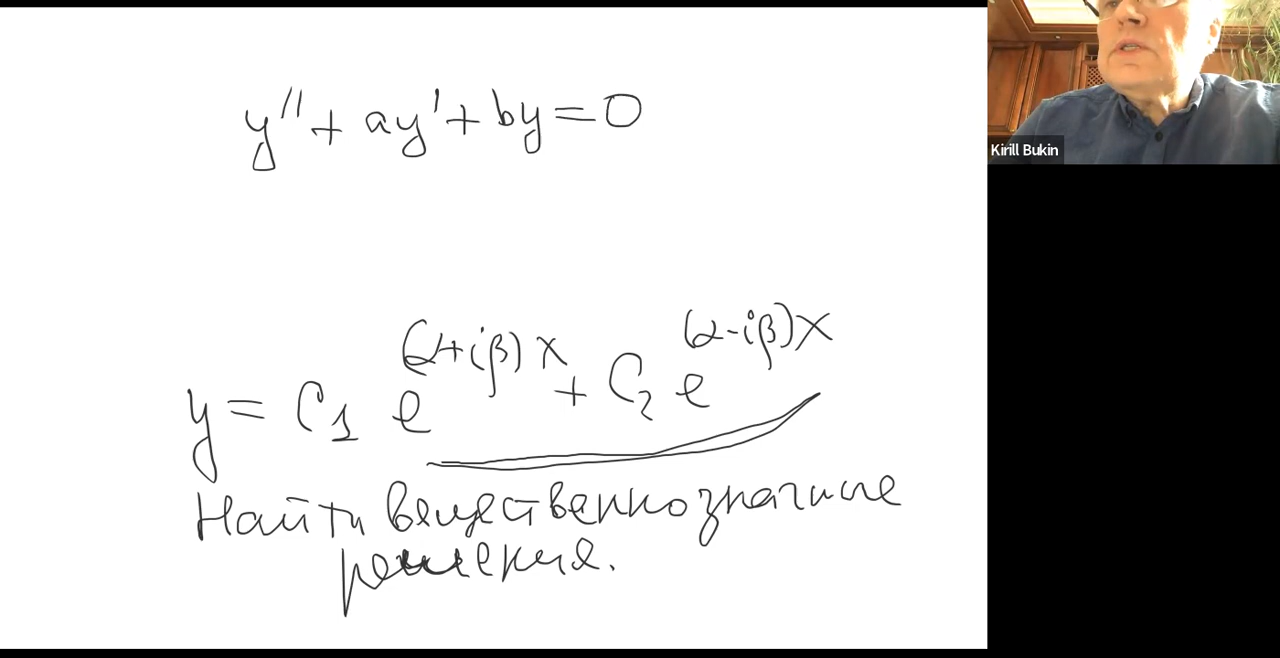 y'' + ay' + by = 0
Kirill Bukin
y = C₁ e^{(α+iβ)x} + C₂ e^{(α-iβ)x}
Найти вещественнозначные
решения.